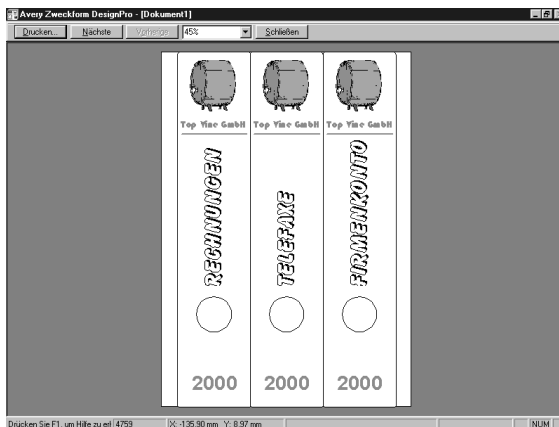 Avery Zweckform DesignPro - [Dokument1]
Drucken... Nächste Vorherige 45% Schließen
Top Vine GmbH Top Vine GmbH Top Vine GmbH
RECHNUNGEN TELEFAXE FIRMENKONTO
2000 2000 2000
Drücken Sie F1, um Hilfe zu erl 4759 X: -135.90 mm Y: 8.97 mm NUM